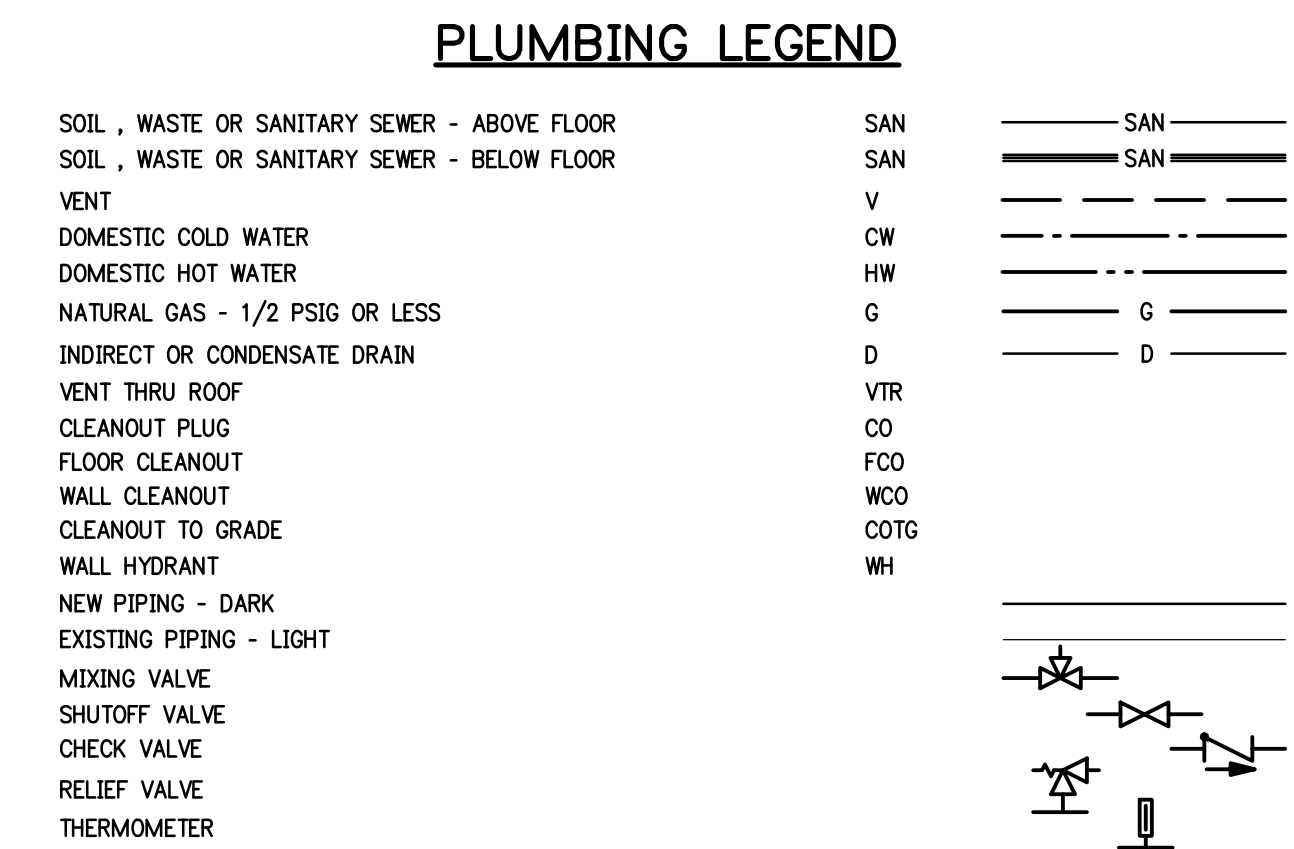 PLUMBING LEGEND
SOIL , WASTE OR SANITARY SEWER - ABOVE FLOOR SAN SAN
SOIL , WASTE OR SANITARY SEWER - BELOW FLOOR SAN SAN
VENT V
DOMESTIC COLD WATER CW
DOMESTIC HOT WATER HW
NATURAL GAS - 1/2 PSIG OR LESS G G
INDIRECT OR CONDENSATE DRAIN D D
VENT THRU ROOF VTR
CLEANOUT PLUG CO
FLOOR CLEANOUT FCO
WALL CLEANOUT WCO
CLEANOUT TO GRADE COTG
WALL HYDRANT WH
NEW PIPING - DARK
EXISTING PIPING - LIGHT
MIXING VALVE
SHUTOFF VALVE
CHECK VALVE
RELIEF VALVE
THERMOMETER